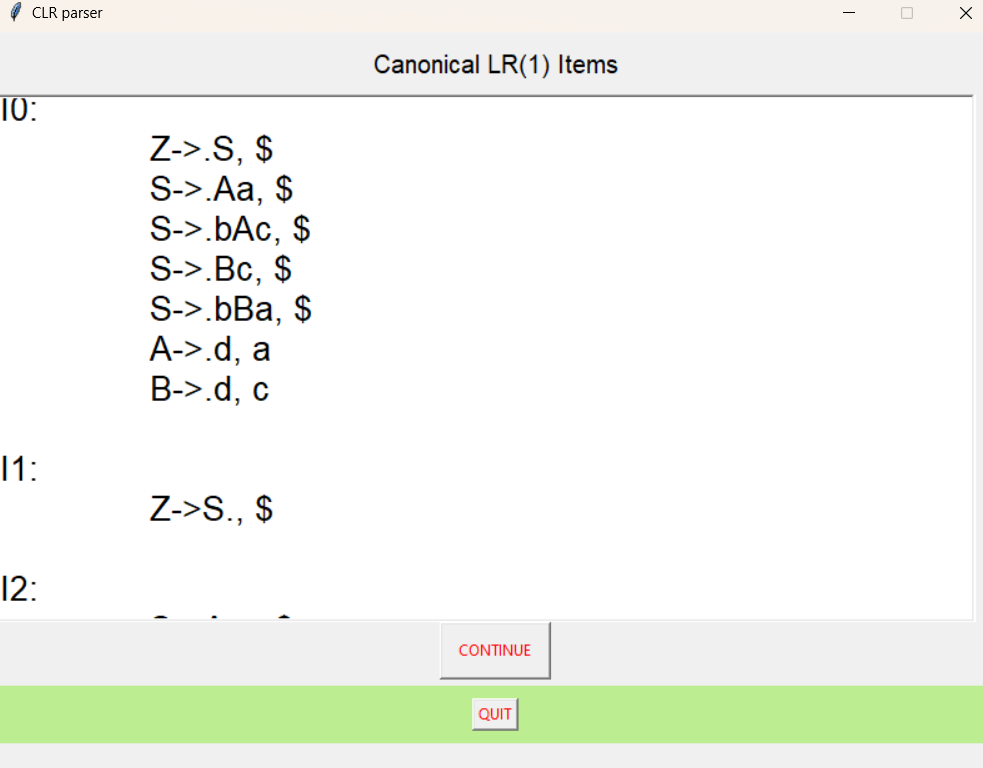 CLR parser
Canonical LR(1) Items
I0:
Z->.S, $
S->.Aa, $
S->.bAc, $
S->.Bc, $
S->.bBa, $
A->.d, a
B->.d, c
I1:
Z->S., $
I2:
CONTINUE
QUIT